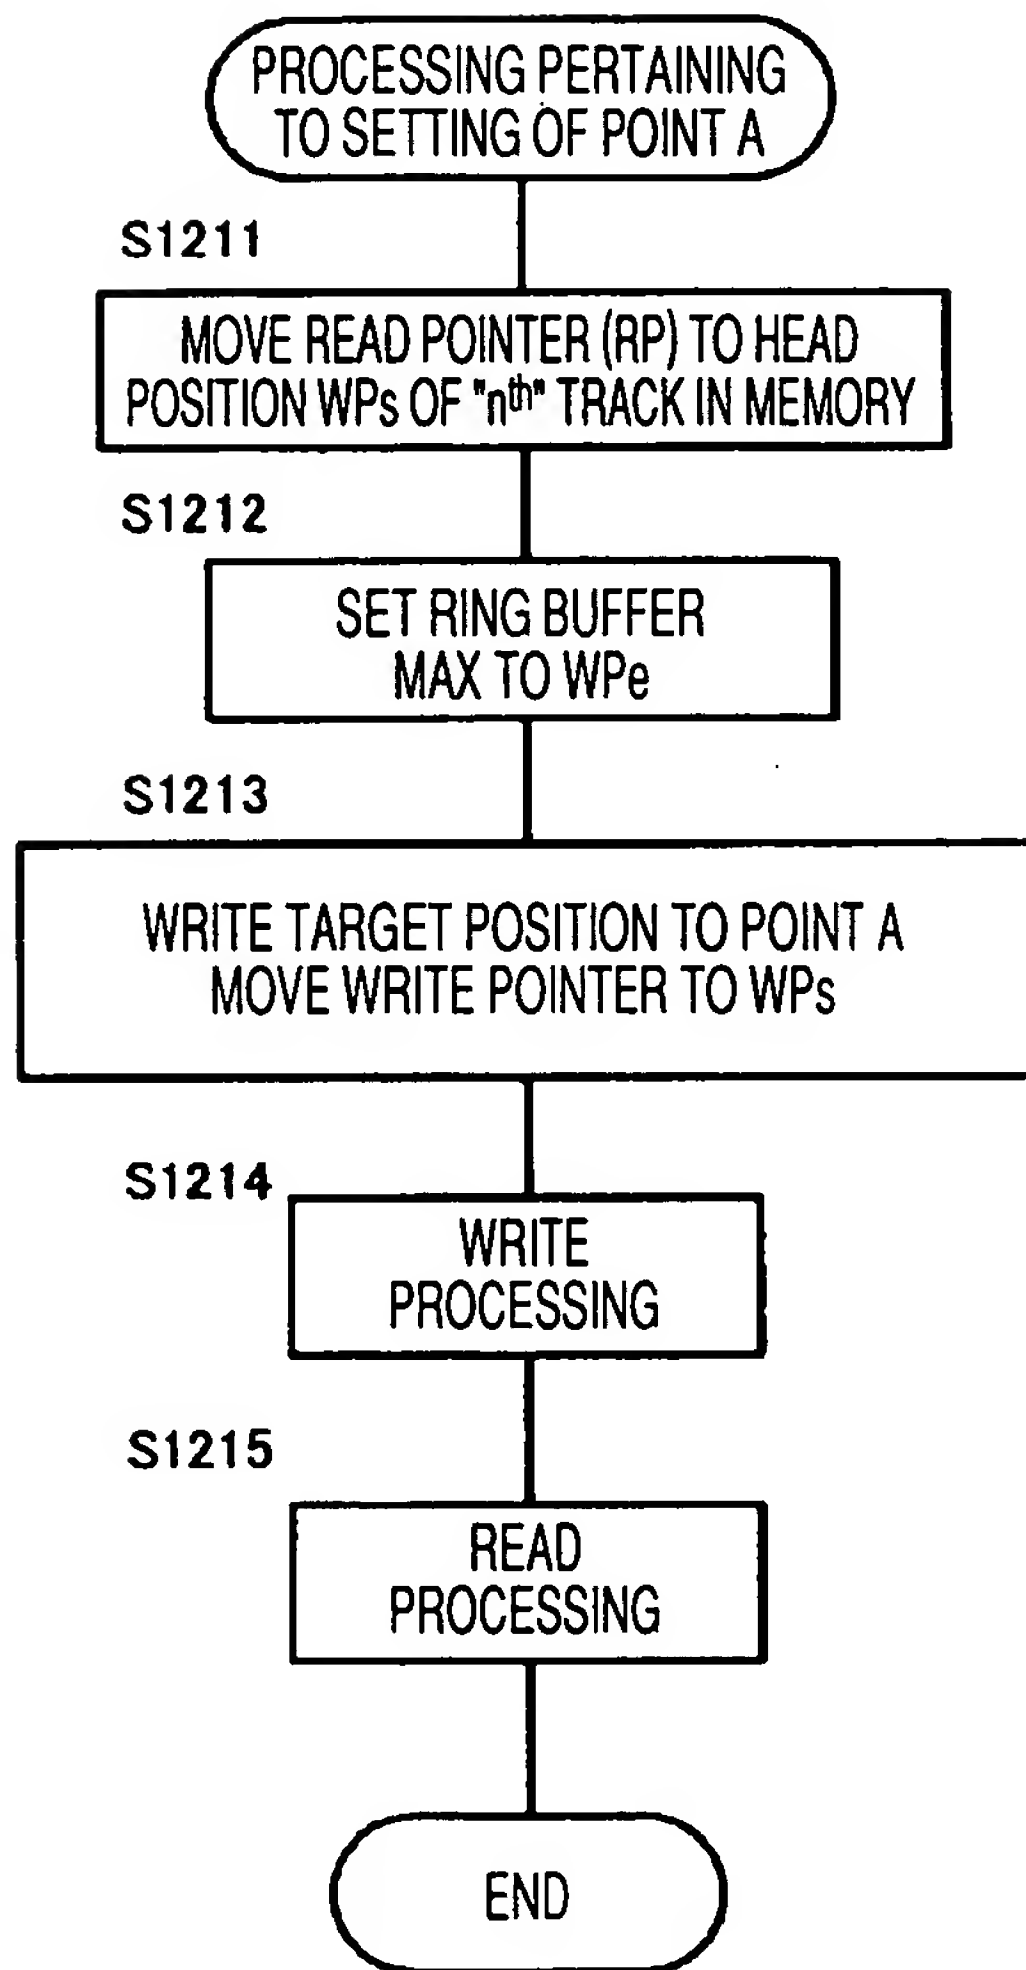 PROCESSING PERTAINING
TO SETTING OF POINT A
S1211
MOVE READ POINTER (RP) TO HEAD
POSITION WPs OF "nth" TRACK IN MEMORY
S1212
SET RING BUFFER
MAX TO WPe
S1213
WRITE TARGET POSITION TO POINT A
MOVE WRITE POINTER TO WPs
S1214
WRITE
PROCESSING
S1215
READ
PROCESSING
END